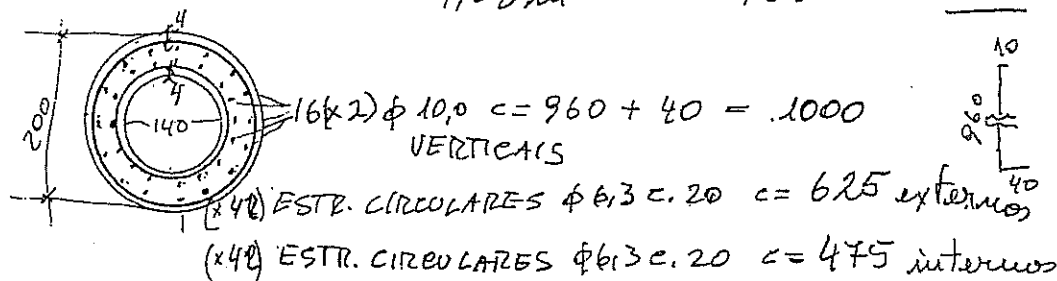 4
4
200
140
16(x2) ϕ 10,0 c = 960 + 40 = .1000
VERTICAIS
(x42) ESTR. CIRCULARES ϕ 6,3 c. 20 c = 625 externos
(x42) ESTR. CIRCULARES ϕ6,3 c. 20 c = 475 internos
10
960
40